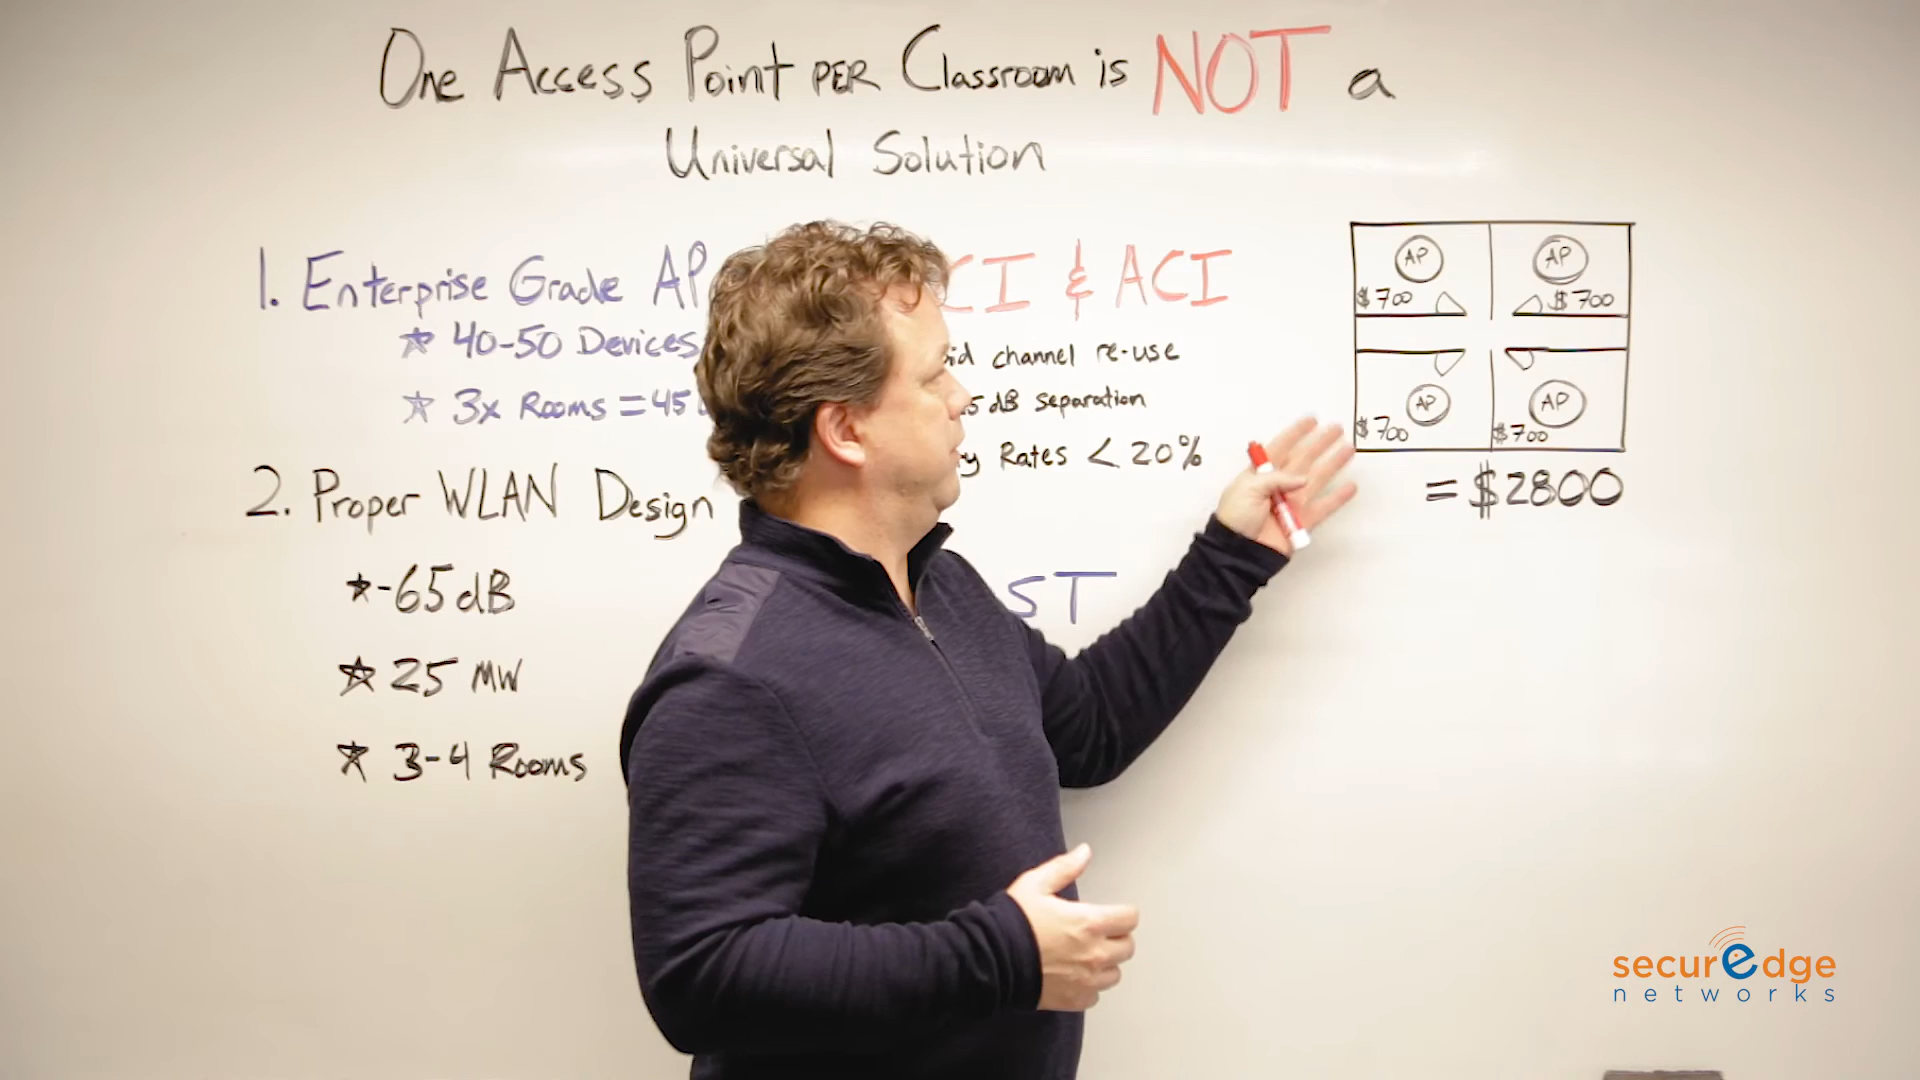 One Access Point PER Classroom is NOT a
Universal Solution
1. Enterprise Grade AP
☆ 40-50 Devices
☆ 3x Rooms = 45
2. Proper WLAN Design
★ -65dB
☆ 25 MW
★ 3-4 Rooms
CI & ACI
channel re-use
5 dB separation
Rates < 20%
ST
AP
$700
AP
$700
AP
$700
AP
$700
= $2800
securEdge
networks